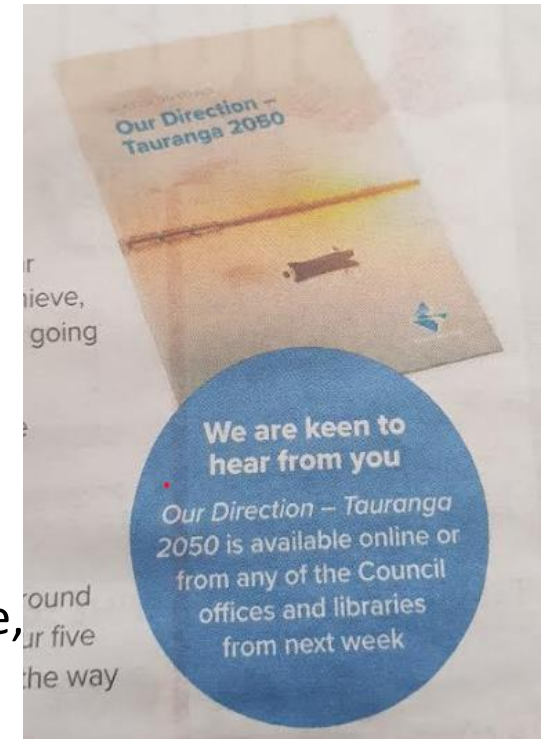 Our Direction –
Tauranga 2050
ieve,
going
We are keen to
hear from you
Our Direction – Tauranga
2050 is available online or
from any of the Council
offices and libraries
from next week
round
e,
ur five
the way